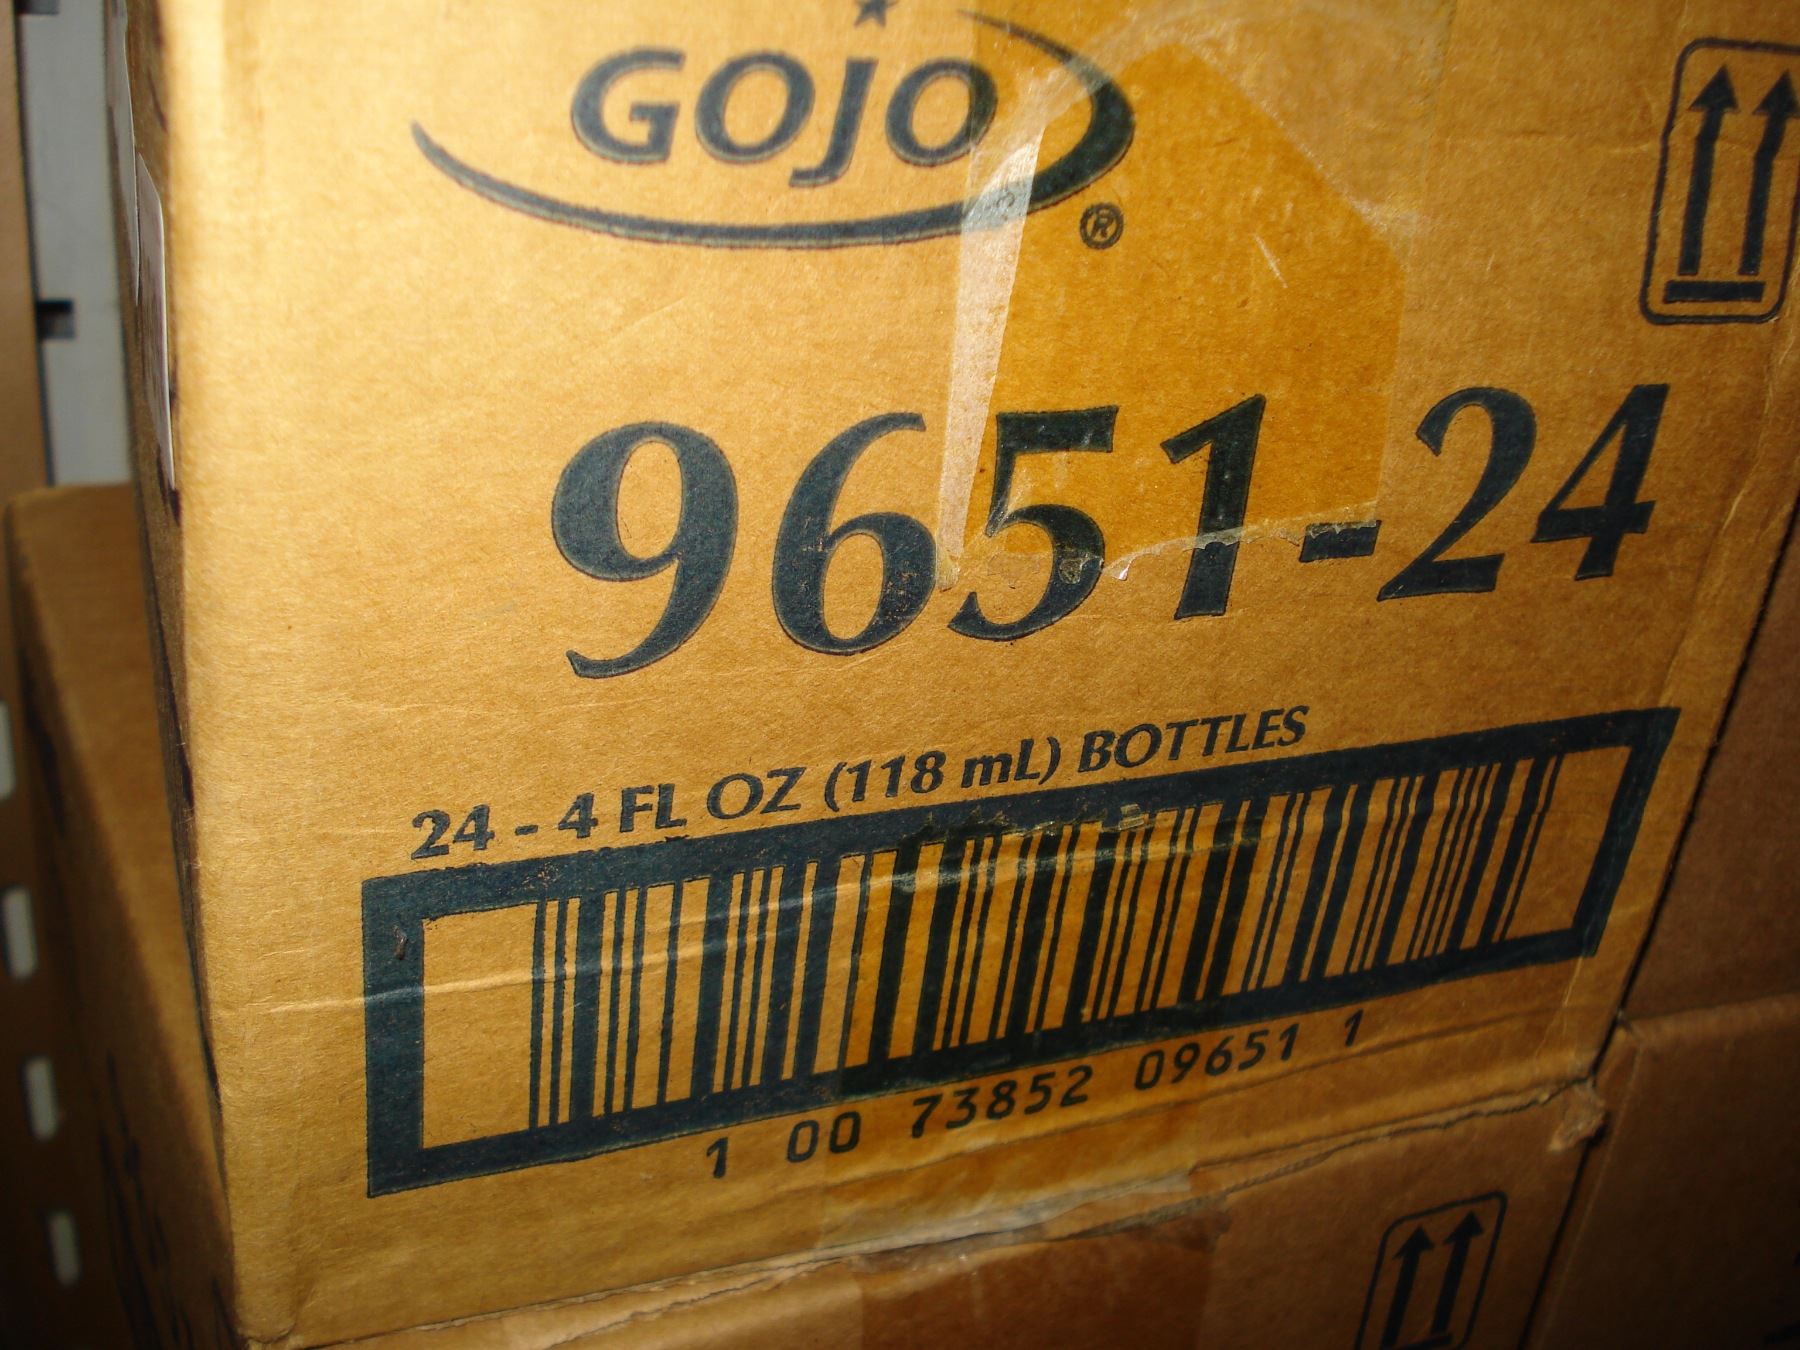 GOJO
®
9651-24
24 - 4 FL OZ (118 mL) BOTTLES
1 00 73852 09651 1